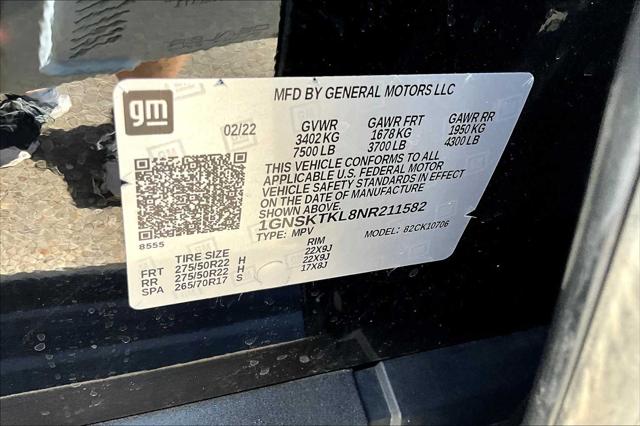 gm
MFD BY GENERAL MOTORS LLC
02/22
GVWR GAWR FRT GAWR RR
3402 KG 1678 KG 1950 KG
7500 LB 3700 LB 4300 LB
THIS VEHICLE CONFORMS TO ALL
APPLICABLE U.S. FEDERAL MOTOR
VEHICLE SAFETY STANDARDS IN EFFECT
ON THE DATE OF MANUFACTURE
SHOWN ABOVE.
1GNSKTKL8NR211582
TYPE: MPV MODEL: 82CK10706
8555
TIRE SIZE RIM
FRT 275/50R22 H 22X9J
RR 275/50R22 H 22X9J
SPA 265/70R17 S 17X8J